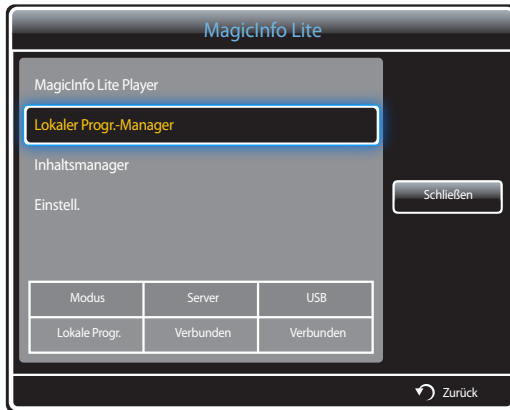 MagicInfo Lite
MagicInfo Lite Player
Lokaler Progr.-Manager
Inhaltsmanager
Einstell.
Schließen
Modus Server USB
Lokale Progr. Verbunden Verbunden
Zurück